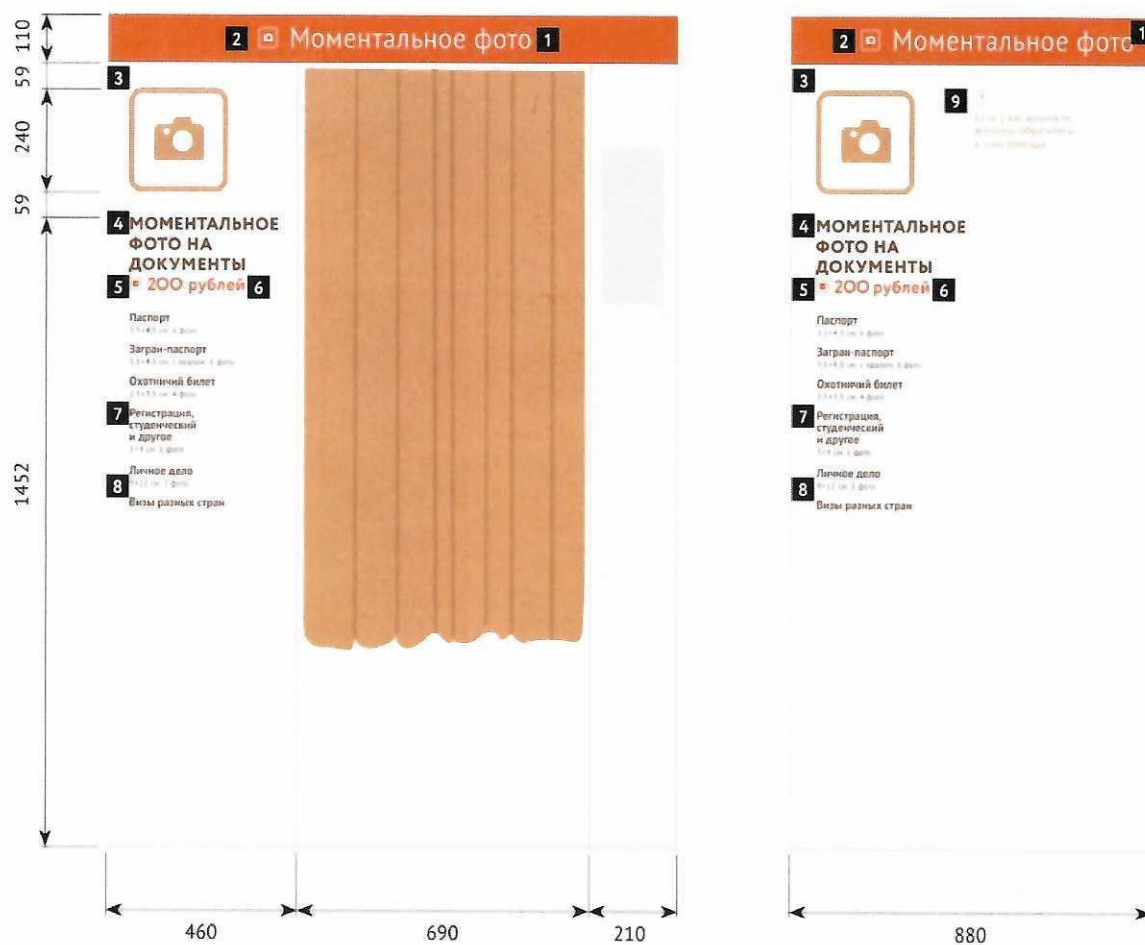 110
59
240
59
1452
2 Моментальное фото 1
3
4 МОМЕНТАЛЬНОЕ
ФОТО НА
ДОКУМЕНТЫ
5 • 200 рублей 6
Паспорт
Загран-паспорт
Охотничий билет
7 Регистрация,
студенческий
и другое
Личное дело
8
Визы разных стран
460
690
210
2 Моментальное фото 1
3
9
4 МОМЕНТАЛЬНОЕ
ФОТО НА
ДОКУМЕНТЫ
5 • 200 рублей 6
Паспорт
Загран-паспорт
Охотничий билет
7 Регистрация,
студенческий
и другое
Личное дело
8
Визы разных стран
880